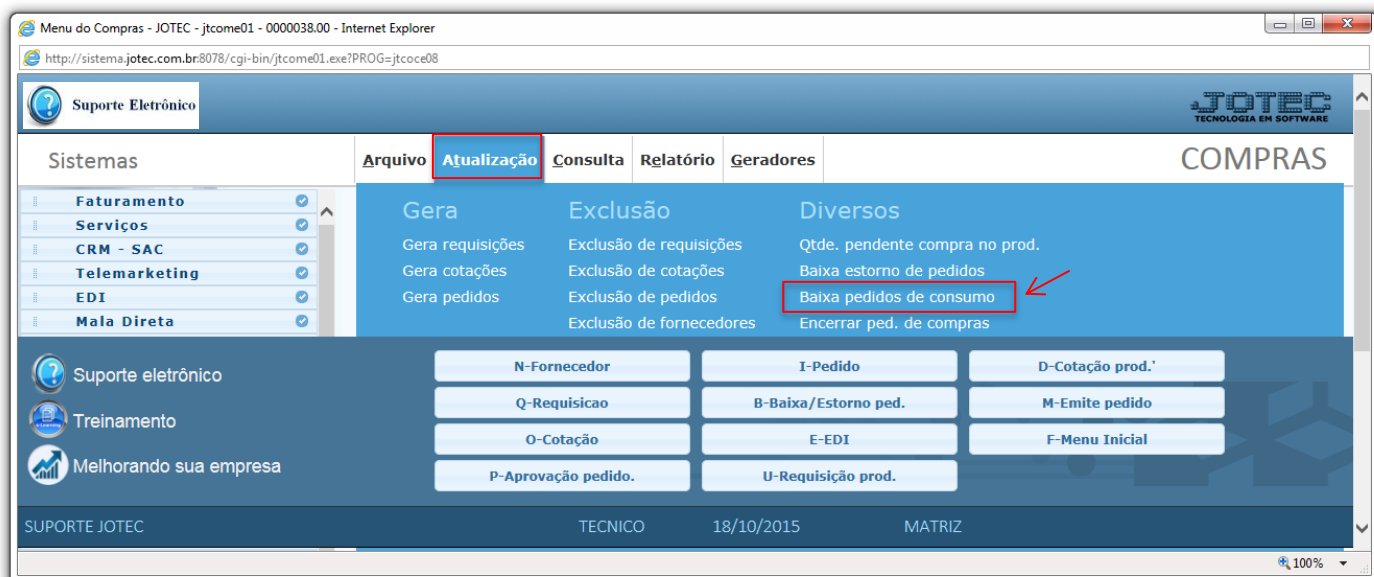 Menu do Compras - JOTEC - jtcome01 - 0000038.00 - Internet Explorer
http://sistema.jotec.com.br:8078/cgi-bin/jtcome01.exe?PROG=jtcoce08
Suporte Eletrônico
JOTEC
TECNOLOGIA EM SOFTWARE
Sistemas
Arquivo Atualização Consulta Relatório Geradores
COMPRAS
Faturamento
Serviços
CRM - SAC
Telemarketing
EDI
Mala Direta
Gera
Gera requisições
Gera cotações
Gera pedidos
Exclusão
Exclusão de requisições
Exclusão de cotações
Exclusão de pedidos
Exclusão de fornecedores
Diversos
Qtde. pendente compra no prod.
Baixa estorno de pedidos
Baixa pedidos de consumo
Encerrar ped. de compras
Suporte eletrônico
Treinamento
Melhorando sua empresa
N-Fornecedor I-Pedido D-Cotação prod.'
Q-Requisicao B-Baixa/Estorno ped. M-Emite pedido
O-Cotação E-EDI F-Menu Inicial
P-Aprovação pedido. U-Requisição prod.
SUPORTE JOTEC TECNICO 18/10/2015 MATRIZ
100%